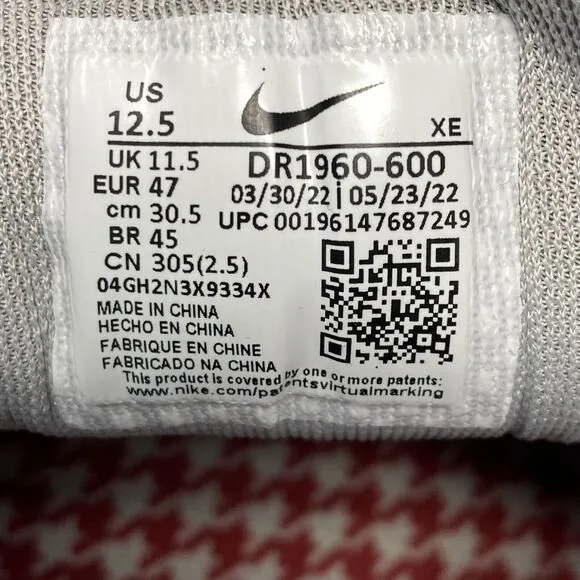 US
12.5
XE
UK 11.5
DR1960-600
EUR 47
03/30/22 | 05/23/22
cm 30.5
UPC 00196147687249
BR 45
CN 305(2.5)
04GH2N3X9334X
MADE IN CHINA
HECHO EN CHINA
FABRIQUE EN CHINE
FABRICADO NA CHINA
This product is covered by one or more patents:
www.nike.com/patentsvirtualmarking